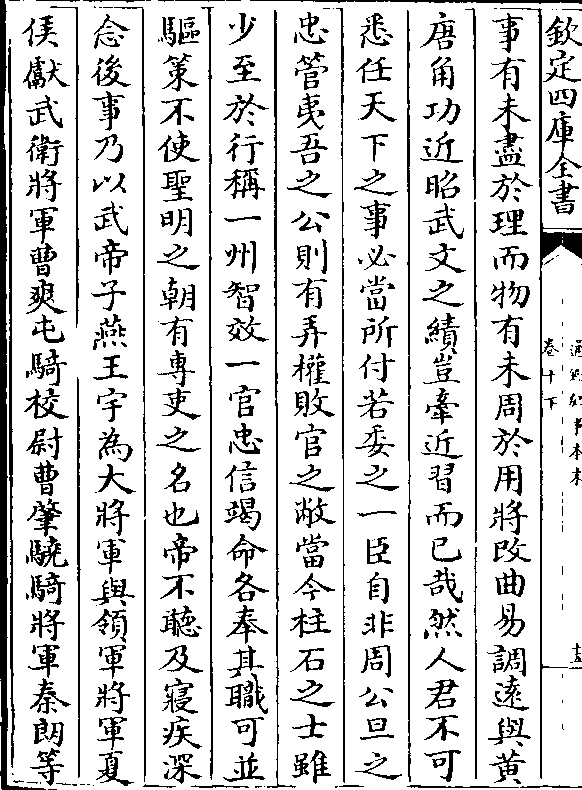 欽定四庫全書
卷十下
事有未盡於理而物有未周於用將改曲易調遠與黄
唐角功近昭武文之績豈牽近習而已哉然人君不可
悉任天下之事必當所付若委之一臣自非周公旦之
忠管夷吾之公則有弄權敗官之敝當今柱石之士雖
少至於行稱一州智效一官忠信竭命各奉其職可並
驅策不使聖明之朝有專吏之名也帝不聽及寢疾深
念後事乃以武帝子燕王宇為大將軍與領軍將軍夏
侯獻武衛將軍曹爽屯騎校尉曹肇驍騎將軍秦朗等